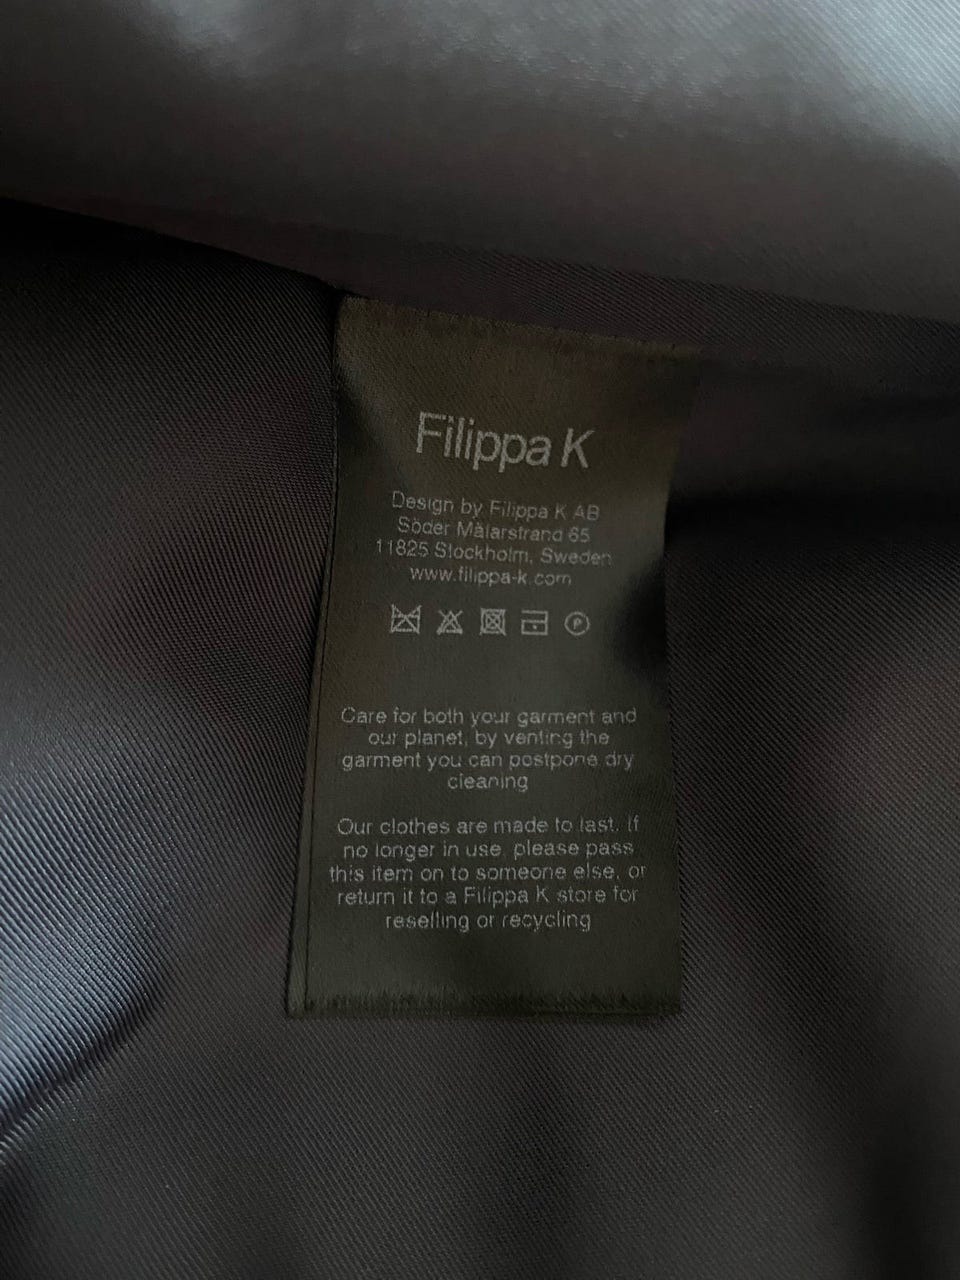 Filippa K
Design by Filippa K AB
Söder Mälarstrand 65
11825 Stockholm, Sweden
www.filippa-k.com
P
Care for both your garment and
our planet, by venting the
garment you can postpone dry
cleaning
Our clothes are made to last. If
no longer in use, please pass
this item on to someone else, or
return it to a Filippa K store for
reselling or recycling